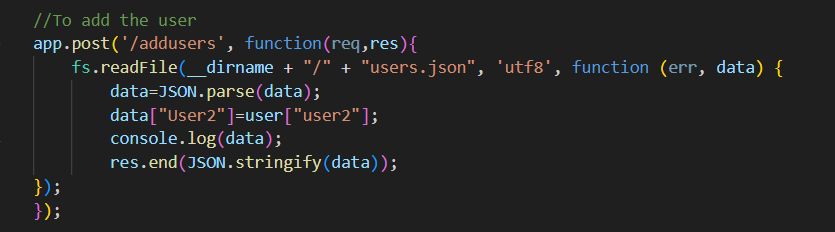 //To add the user
app.post('/addusers', function(req,res){
    fs.readFile(__dirname + "/" + "users.json", 'utf8', function (err, data) {
        data=JSON.parse(data);
        data["User2"]=user["user2"];
        console.log(data);
        res.end(JSON.stringify(data));
});
});